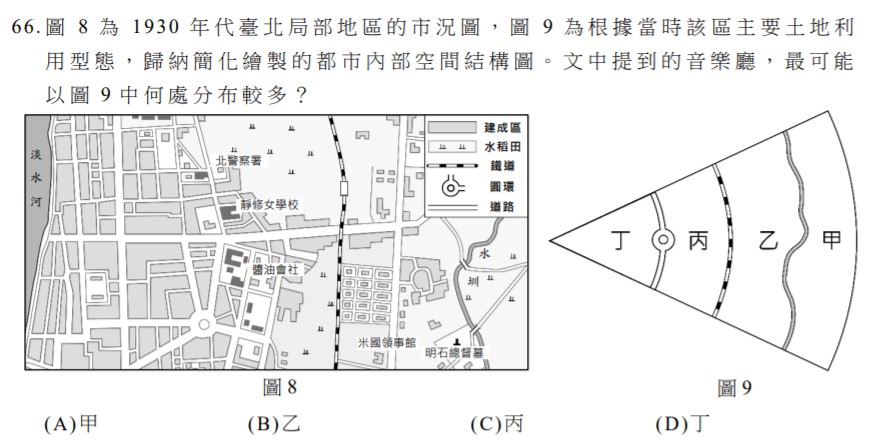 66.圖 8 為 1930 年代臺北局部地區的市況圖，圖 9 為根據當時該區主要土地利
用型態，歸納簡化繪製的都市內部空間結構圖。文中提到的音樂廳，最可能
以圖 9 中何處分布較多？
淡水河
北警察署
靜修女學校
醬油會社
米國領事館
明石總督墓
水圳
建成區
水稻田
鐵道
圓環
道路
圖 8
丁 丙 乙 甲
圖 9
(A)甲 (B)乙 (C)丙 (D)丁